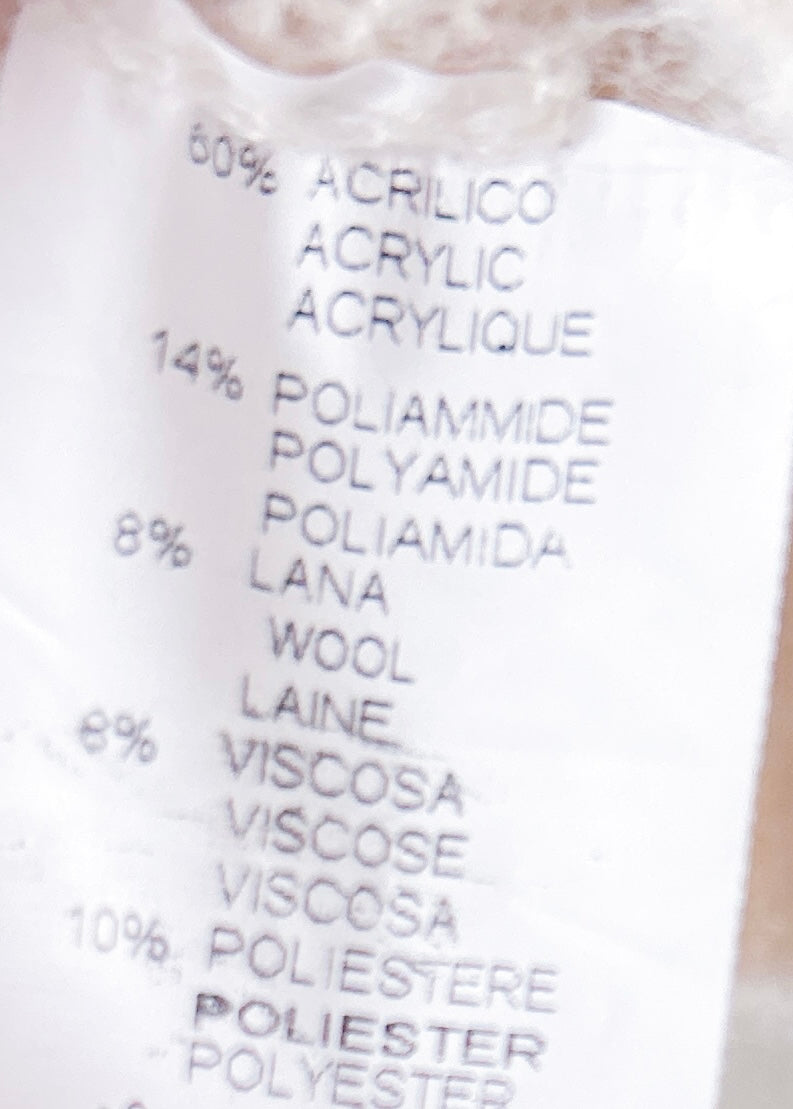 60% ACRILICO
ACRYLIC
ACRYLIQUE
14% POLIAMMIDE
POLYAMIDE
POLIAMIDA
8% LANA
WOOL
LAINE
8% VISCOSA
VISCOSE
VISCOSA
10% POLIESTERE
POLIESTER
POLYESTER